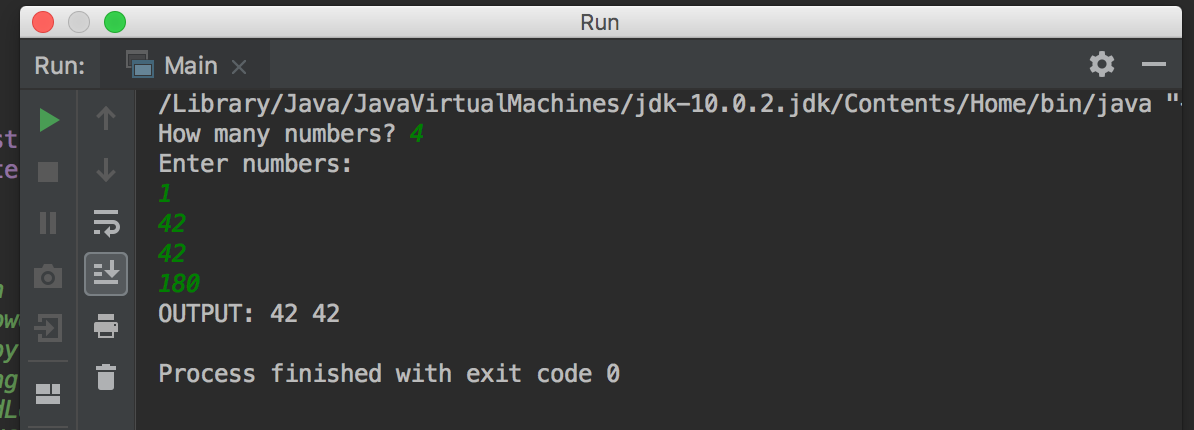 Run
Run: Main
/Library/Java/JavaVirtualMachines/jdk-10.0.2.jdk/Contents/Home/bin/java "-
How many numbers? 4
Enter numbers:
1
42
42
180
OUTPUT: 42 42
Process finished with exit code 0